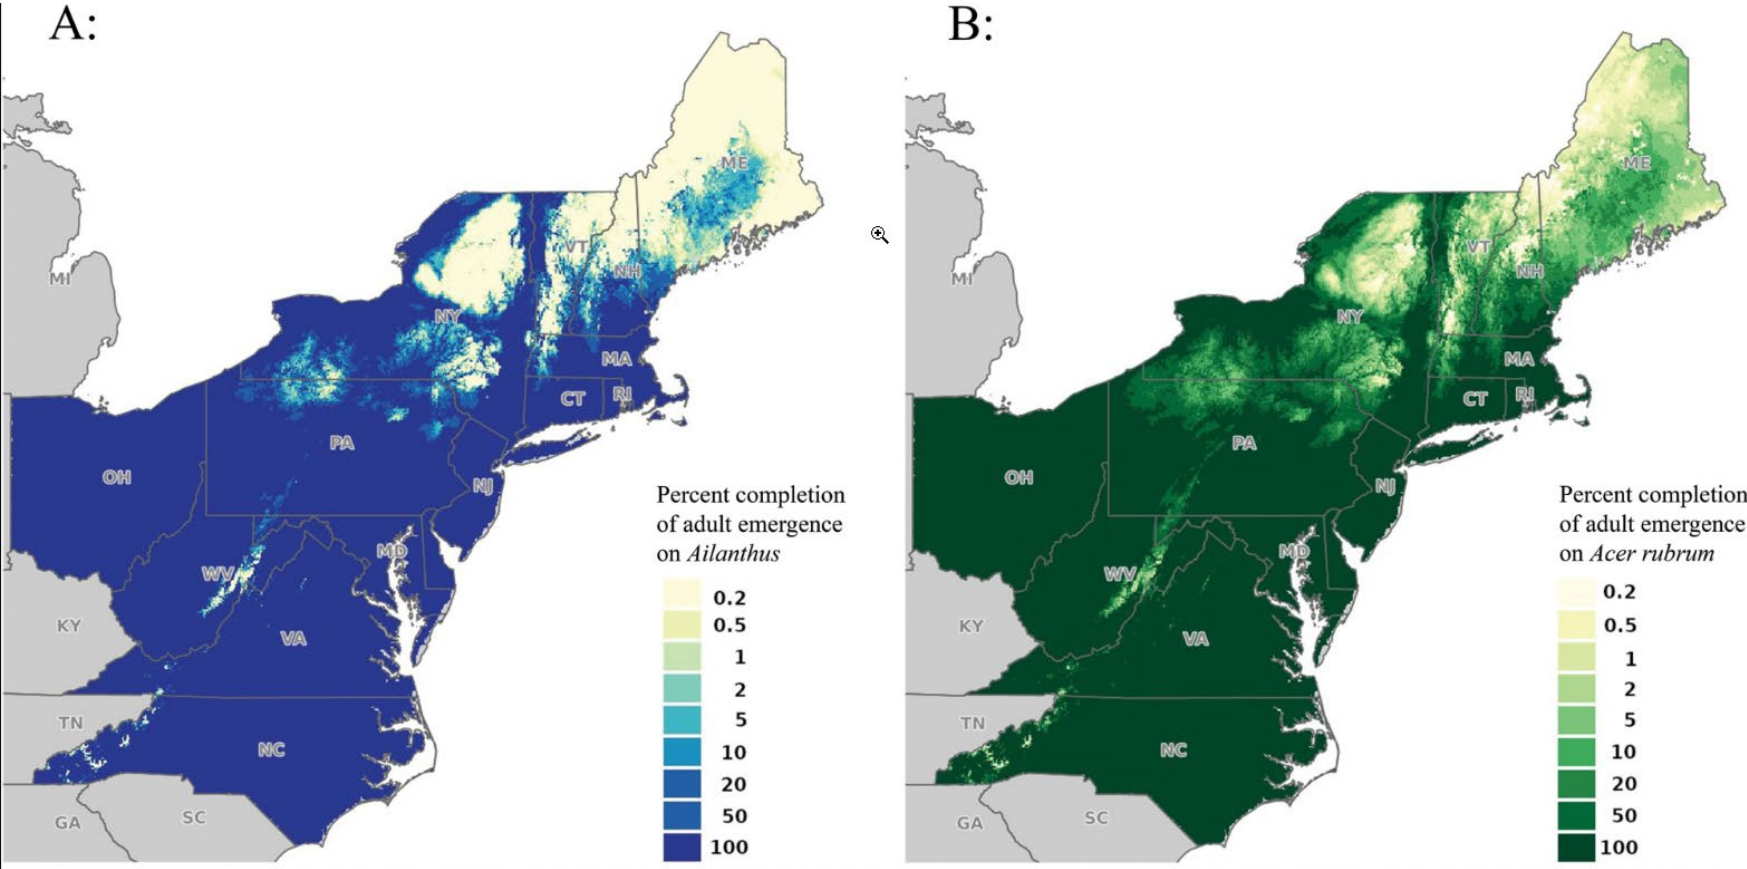 A:
ME
VT
NH
MI
NY
MA
CT
RI
PA
OH
NJ
MD
WV
KY
VA
TN
NC
GA
SC
Percent completion
of adult emergence
on Ailanthus
0.2
0.5
1
2
5
10
20
50
100
B:
ME
VT
NH
MI
NY
MA
CT
RI
PA
OH
NJ
MD
WV
KY
VA
TN
NC
GA
SC
Percent completion
of adult emergence
on Acer rubrum
0.2
0.5
1
2
5
10
20
50
100